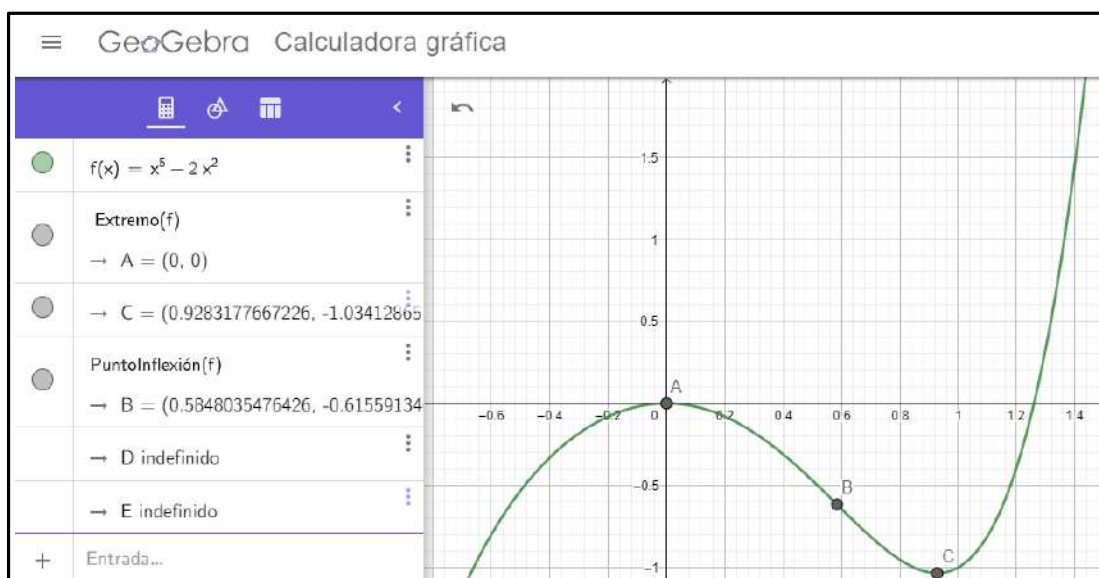 GeoGebra Calculadora gráfica
f(x) = x⁵ − 2 x²
Extremo(f)
→ A = (0, 0)
→ C = (0.9283177667226, -1.03412865
PuntoInflexión(f)
→ B = (0.5848035476426, -0.61559134
→ D indefinido
→ E indefinido
+ Entrada...
1.5
1
0.5
A
−0.6 −0.4 −0.2 0 0.2 0.4 0.6 0.8 1 1.2 1.4
−0.5
B
C
−1